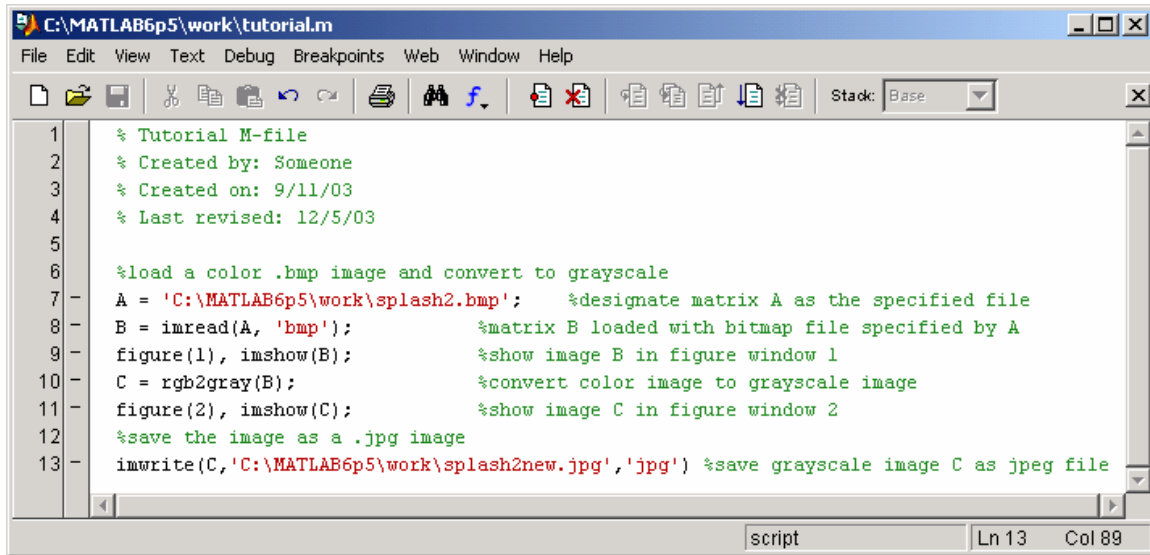 C:\MATLAB6p5\work\tutorial.m
File Edit View Text Debug Breakpoints Web Window Help
Stack: Base
1 % Tutorial M-file
2 % Created by: Someone
3 % Created on: 9/11/03
4 % Last revised: 12/5/03
5
6 %load a color .bmp image and convert to grayscale
7 - A = 'C:\MATLAB6p5\work\splash2.bmp'; %designate matrix A as the specified file
8 - B = imread(A, 'bmp'); %matrix B loaded with bitmap file specified by A
9 - figure(1), imshow(B); %show image B in figure window 1
10 - C = rgb2gray(B); %convert color image to grayscale image
11 - figure(2), imshow(C); %show image C in figure window 2
12 %save the image as a .jpg image
13 - imwrite(C,'C:\MATLAB6p5\work\splash2new.jpg','jpg') %save grayscale image C as jpeg file
script Ln 13 Col 89